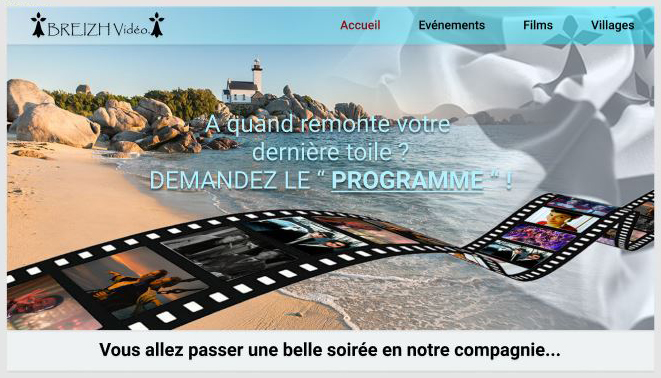 BREIZH Vidéo.
Accueil Evénements Films Villages
A quand remonte votre
dernière toile ?
DEMANDEZ LE “ PROGRAMME “ !
Vous allez passer une belle soirée en notre compagnie...